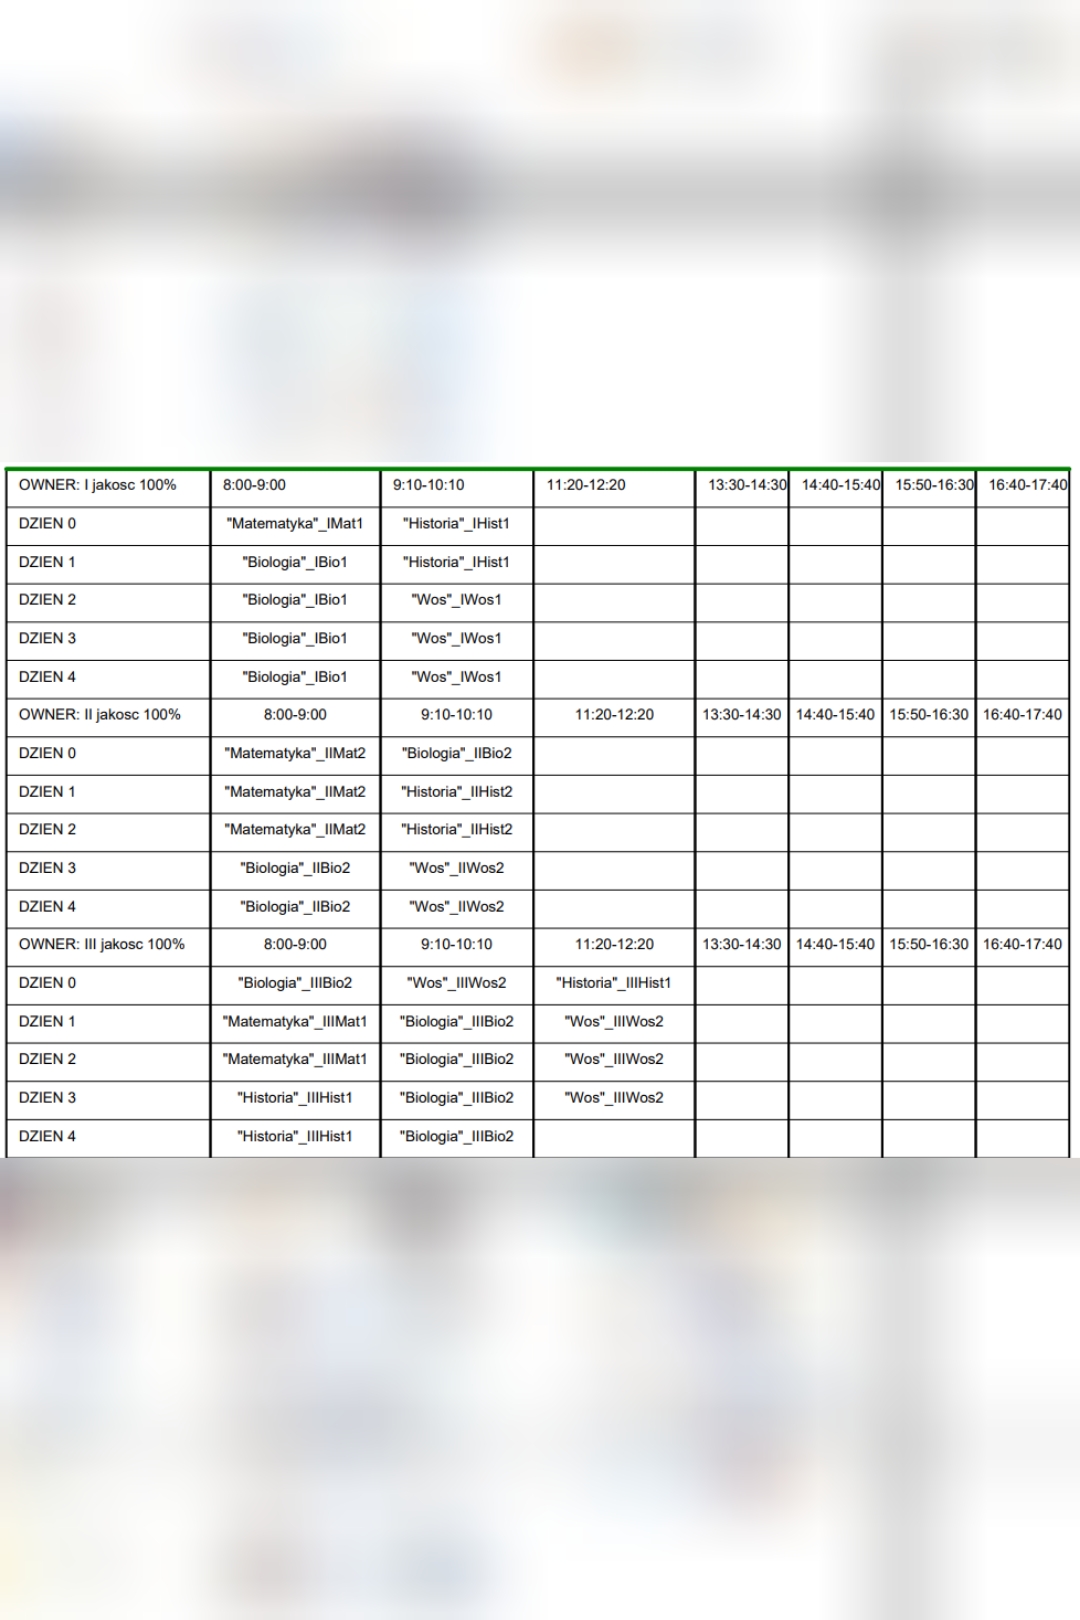 OWNER: I jakosc 100% 8:00-9:00 9:10-10:10 11:20-12:20 13:30-14:30 14:40-15:40 15:50-16:30 16:40-17:40
DZIEN 0 "Matematyka"_IMat1 "Historia"_IHist1
DZIEN 1 "Biologia"_IBio1 "Historia"_IHist1
DZIEN 2 "Biologia"_IBio1 "Wos"_IWos1
DZIEN 3 "Biologia"_IBio1 "Wos"_IWos1
DZIEN 4 "Biologia"_IBio1 "Wos"_IWos1
OWNER: II jakosc 100% 8:00-9:00 9:10-10:10 11:20-12:20 13:30-14:30 14:40-15:40 15:50-16:30 16:40-17:40
DZIEN 0 "Matematyka"_IIMat2 "Biologia"_IIBio2
DZIEN 1 "Matematyka"_IIMat2 "Historia"_IIHist2
DZIEN 2 "Matematyka"_IIMat2 "Historia"_IIHist2
DZIEN 3 "Biologia"_IIBio2 "Wos"_IIWos2
DZIEN 4 "Biologia"_IIBio2 "Wos"_IIWos2
OWNER: III jakosc 100% 8:00-9:00 9:10-10:10 11:20-12:20 13:30-14:30 14:40-15:40 15:50-16:30 16:40-17:40
DZIEN 0 "Biologia"_IIIBio2 "Wos"_IIIWos2 "Historia"_IIIHist1
DZIEN 1 "Matematyka"_IIIMat1 "Biologia"_IIIBio2 "Wos"_IIIWos2
DZIEN 2 "Matematyka"_IIIMat1 "Biologia"_IIIBio2 "Wos"_IIIWos2
DZIEN 3 "Historia"_IIIHist1 "Biologia"_IIIBio2 "Wos"_IIIWos2
DZIEN 4 "Historia"_IIIHist1 "Biologia"_IIIBio2